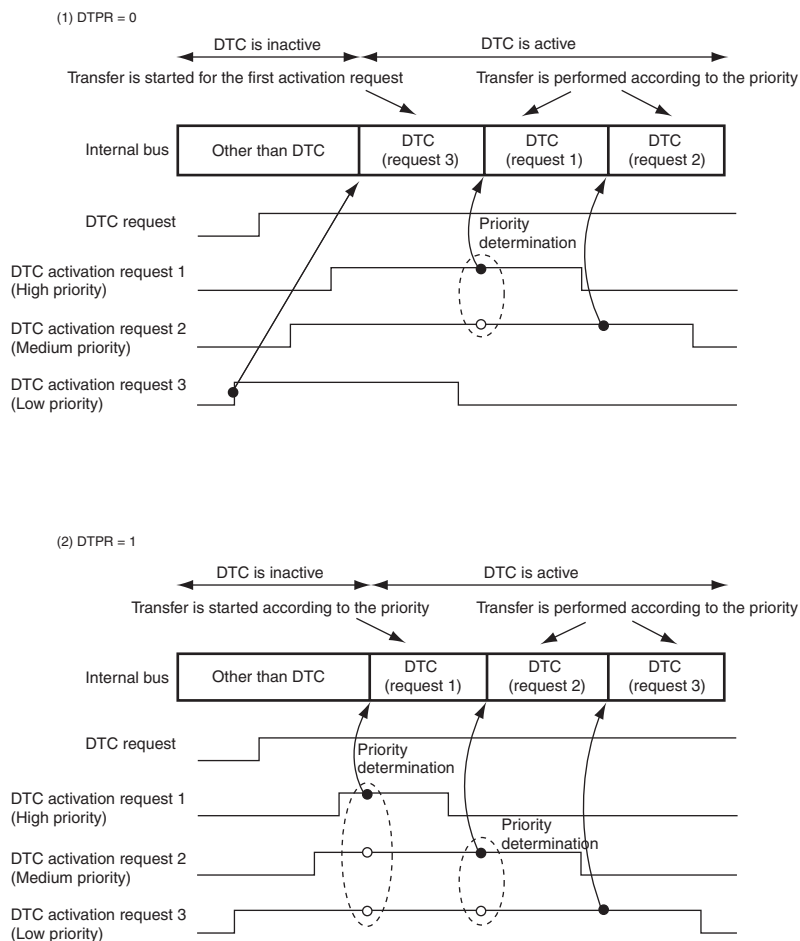 (1) DTPR = 0
DTC is inactive
DTC is active
Transfer is started for the first activation request
Transfer is performed according to the priority
Internal bus
Other than DTC
DTC
(request 3)
DTC
(request 1)
DTC
(request 2)
DTC request
Priority
determination
DTC activation request 1
(High priority)
DTC activation request 2
(Medium priority)
DTC activation request 3
(Low priority)
(2) DTPR = 1
DTC is inactive
DTC is active
Transfer is started according to the priority
Transfer is performed according to the priority
Internal bus
Other than DTC
DTC
(request 1)
DTC
(request 2)
DTC
(request 3)
DTC request
Priority
determination
DTC activation request 1
(High priority)
Priority
determination
DTC activation request 2
(Medium priority)
DTC activation request 3
(Low priority)